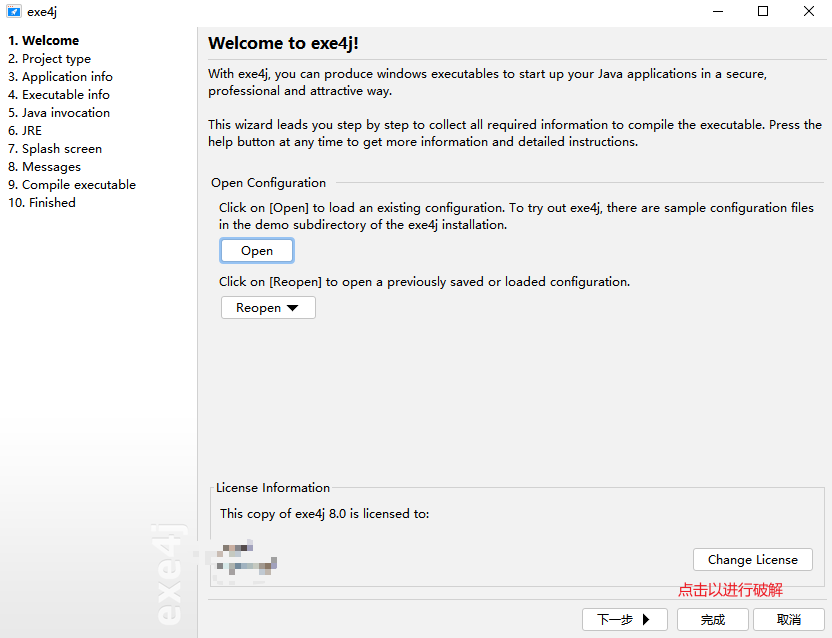 exe4j
1. Welcome
2. Project type
3. Application info
4. Executable info
5. Java invocation
6. JRE
7. Splash screen
8. Messages
9. Compile executable
10. Finished
exe4j
Welcome to exe4j!
With exe4j, you can produce windows executables to start up your Java applications in a secure,
professional and attractive way.
This wizard leads you step by step to collect all required information to compile the executable. Press the
help button at any time to get more information and detailed instructions.
Open Configuration
Click on [Open] to load an existing configuration. To try out exe4j, there are sample configuration files
in the demo subdirectory of the exe4j installation.
Open
Click on [Reopen] to open a previously saved or loaded configuration.
Reopen
License Information
This copy of exe4j 8.0 is licensed to:
Change License
点击以进行破解
下一步
完成
取消